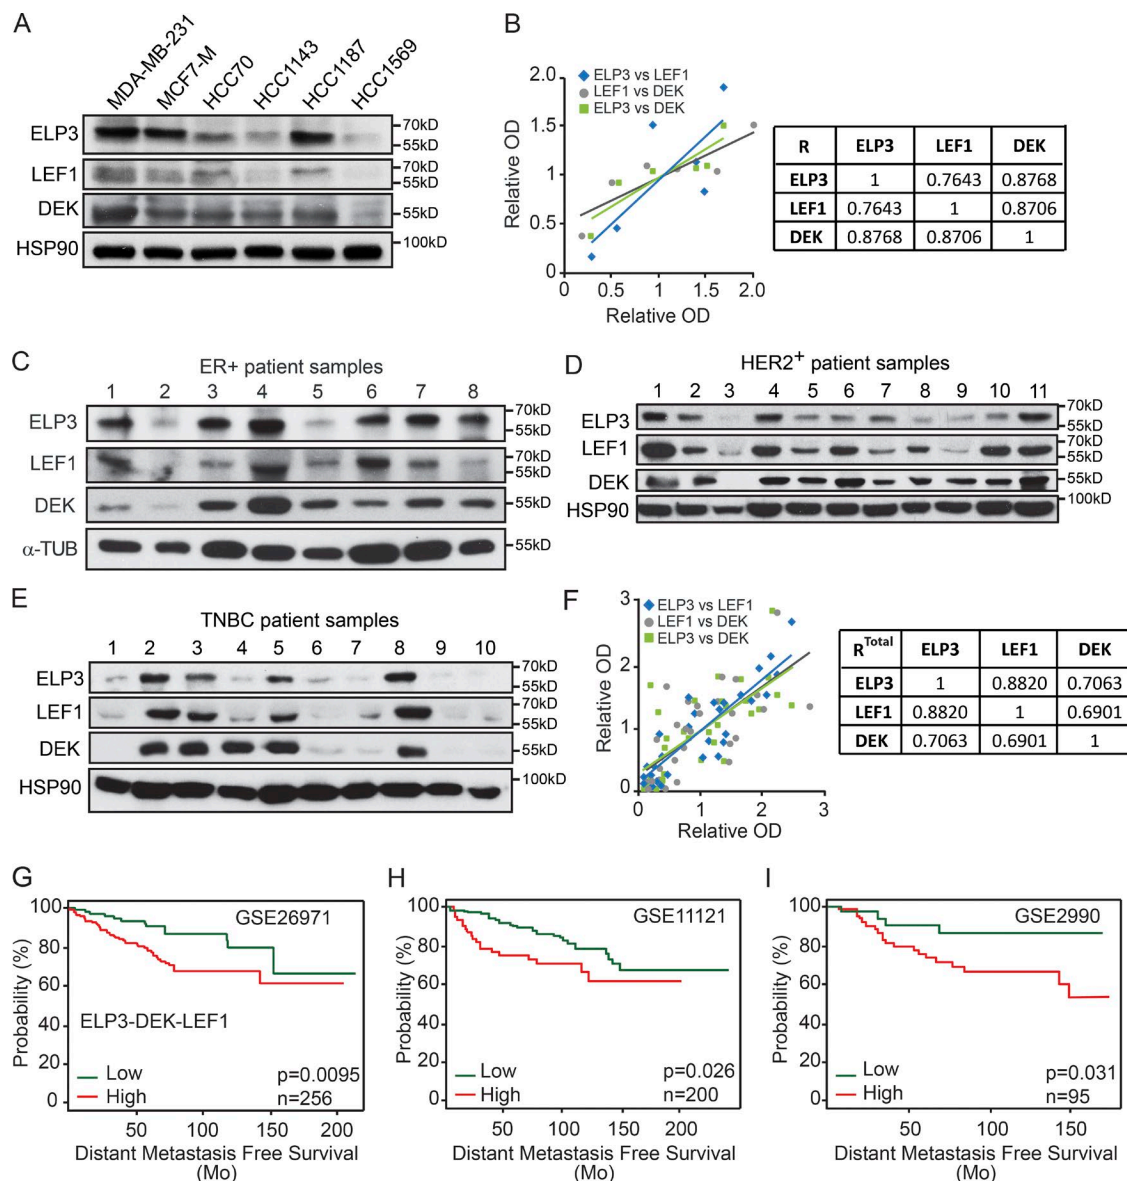 A
MDA-MB-231
MCF7-M
HCC70
HCC1143
HCC1187
HCC1569
ELP3
70kD
55kD
LEF1
70kD
55kD
DEK
55kD
HSP90
100kD
B
2.0
1.5
1
0.5
0
Relative OD
ELP3 vs LEF1
LEF1 vs DEK
ELP3 vs DEK
0 0.5 1 1.5 2.0
Relative OD
R ELP3 LEF1 DEK
ELP3 1 0.7643 0.8768
LEF1 0.7643 1 0.8706
DEK 0.8768 0.8706 1
C
ER+ patient samples
1 2 3 4 5 6 7 8
ELP3
70kD
55kD
LEF1
70kD
55kD
DEK
55kD
α-TUB
55kD
D
HER2+ patient samples
1 2 3 4 5 6 7 8 9 10 11
ELP3
70kD
55kD
LEF1
70kD
55kD
DEK
55kD
HSP90
100kD
E
TNBC patient samples
1 2 3 4 5 6 7 8 9 10
ELP3
70kD
55kD
LEF1
70kD
55kD
DEK
55kD
HSP90
100kD
F
3
2
1
0
Relative OD
ELP3 vs LEF1
LEF1 vs DEK
ELP3 vs DEK
0 1 2 3
Relative OD
RTotal ELP3 LEF1 DEK
ELP3 1 0.8820 0.7063
LEF1 0.8820 1 0.6901
DEK 0.7063 0.6901 1
G
100
80
60
40
20
0
Probability (%)
GSE26971
ELP3-DEK-LEF1
Low
High
p=0.0095
n=256
50 100 150 200
Distant Metastasis Free Survival
(Mo)
H
100
80
60
40
20
0
Probability (%)
GSE11121
Low
High
p=0.026
n=200
50 100 150 200
Distant Metastasis Free Survival
(Mo)
I
100
80
60
40
20
0
Probability (%)
GSE2990
Low
High
p=0.031
n=95
50 100 150
Distant Metastasis Free Survival
(Mo)